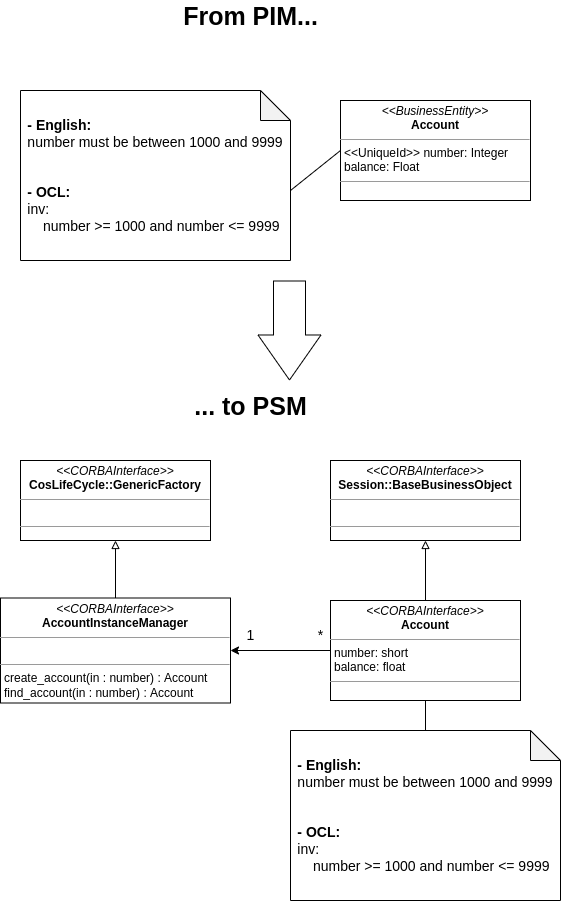 From PIM...
- English:
number must be between 1000 and 9999
- OCL:
inv:
number >= 1000 and number <= 9999
<<BusinessEntity>>
Account
<<UniqueId>> number: Integer
balance: Float
... to PSM
<<CORBAInterface>>
CosLifeCycle::GenericFactory
<<CORBAInterface>>
Session::BaseBusinessObject
<<CORBAInterface>>
AccountInstanceManager
create_account(in : number) : Account
find_account(in : number) : Account
1
*
<<CORBAInterface>>
Account
number: short
balance: float
- English:
number must be between 1000 and 9999
- OCL:
inv:
number >= 1000 and number <= 9999